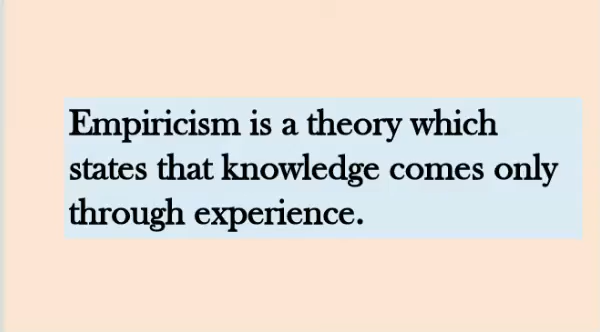 Empiricism is a theory which
states that knowledge comes only
through experience.